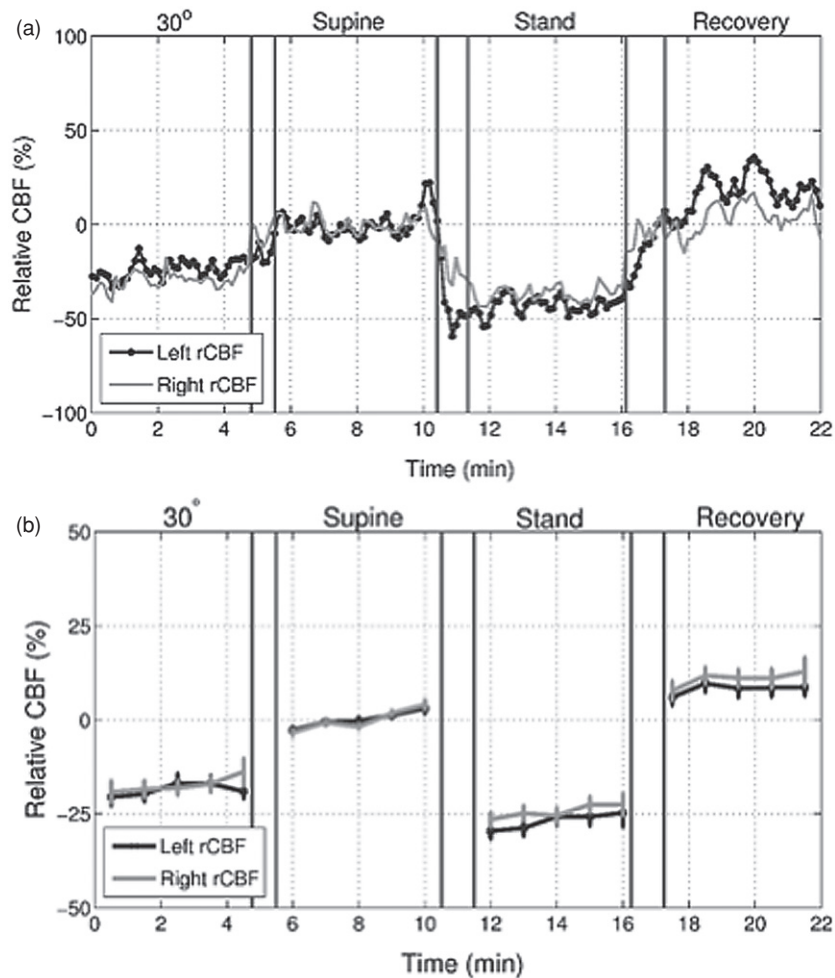 (a)
30° Supine Stand Recovery
100
50
0
−50
−100
Relative CBF (%)
Left rCBF
Right rCBF
0 2 4 6 8 10 12 14 16 18 20 22
Time (min)
(b)
30° Supine Stand Recovery
50
25
0
−25
−50
Relative CBF (%)
Left rCBF
Right rCBF
0 2 4 6 8 10 12 14 16 18 20 22
Time (min)